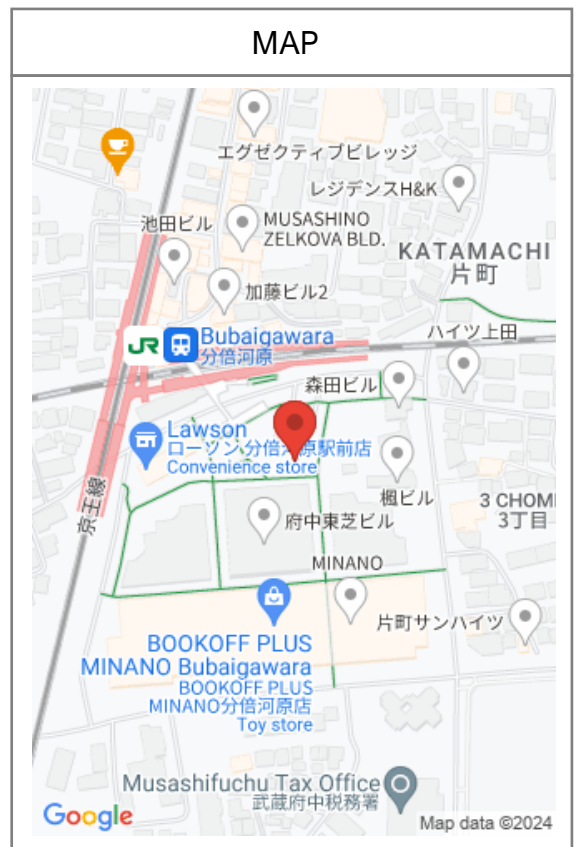 MAP
エグゼクティブビレッジ
レジデンスH&K
池田ビル
MUSASHINO
ZELKOVA BLD.
KATAMACHI
片町
加藤ビル2
ハイツ上田
JR
Bubaigawara
分倍河原
森田ビル
Lawson
ローソン 分倍河原駅前店
Convenience store
楓ビル
3 CHOM
3丁目
京王線
府中東芝ビル
MINANO
片町サンハイツ
BOOKOFF PLUS
MINANO Bubaigawara
BOOKOFF PLUS
MINANO分倍河原店
Toy store
Musashifuchu Tax Office
武蔵府中税務署
Google
Map data ©2024